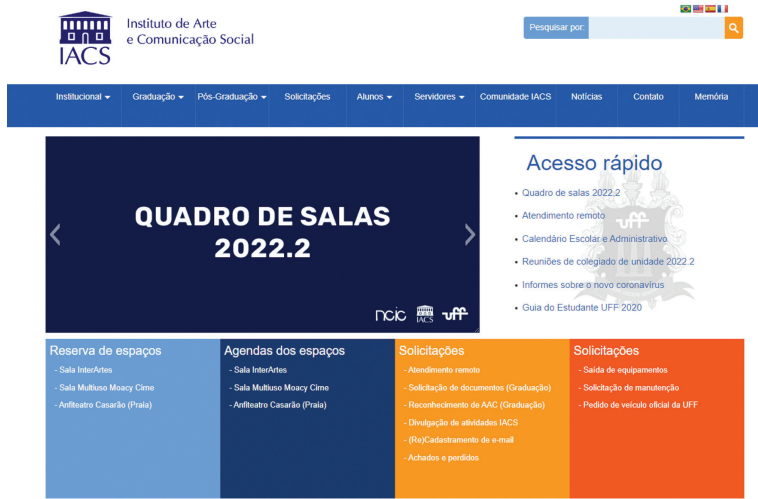 IACS
Instituto de Arte
e Comunicação Social
Pesquisar por:
Institucional Graduação Pós-Graduação Solicitações Alunos Servidores Comunidade IACS Notícias Contato Memória
QUADRO DE SALAS
2022.2
ncic IACS uff
Acesso rápido
• Quadro de salas 2022.2
• Atendimento remoto
• Calendário Escolar e Administrativo
• Reuniões de colegiado de unidade 2022.2
• Informes sobre o novo coronavírus
• Guia do Estudante UFF 2020
uff
Reserva de espaços
- Sala InterArtes
- Sala Multiuso Moacy Cirne
- Anfiteatro Casarão (Praia)
Agendas dos espaços
- Sala InterArtes
- Sala Multiuso Moacy Cirne
- Anfiteatro Casarão (Praia)
Solicitações
- Atendimento remoto
- Solicitação de documentos (Graduação)
- Reconhecimento de AAC (Graduação)
- Divulgação de atividades IACS
- (Re)Cadastramento de e-mail
- Achados e perdidos
Solicitações
- Saída de equipamentos
- Solicitação de manutenção
- Pedido de veículo oficial da UFF